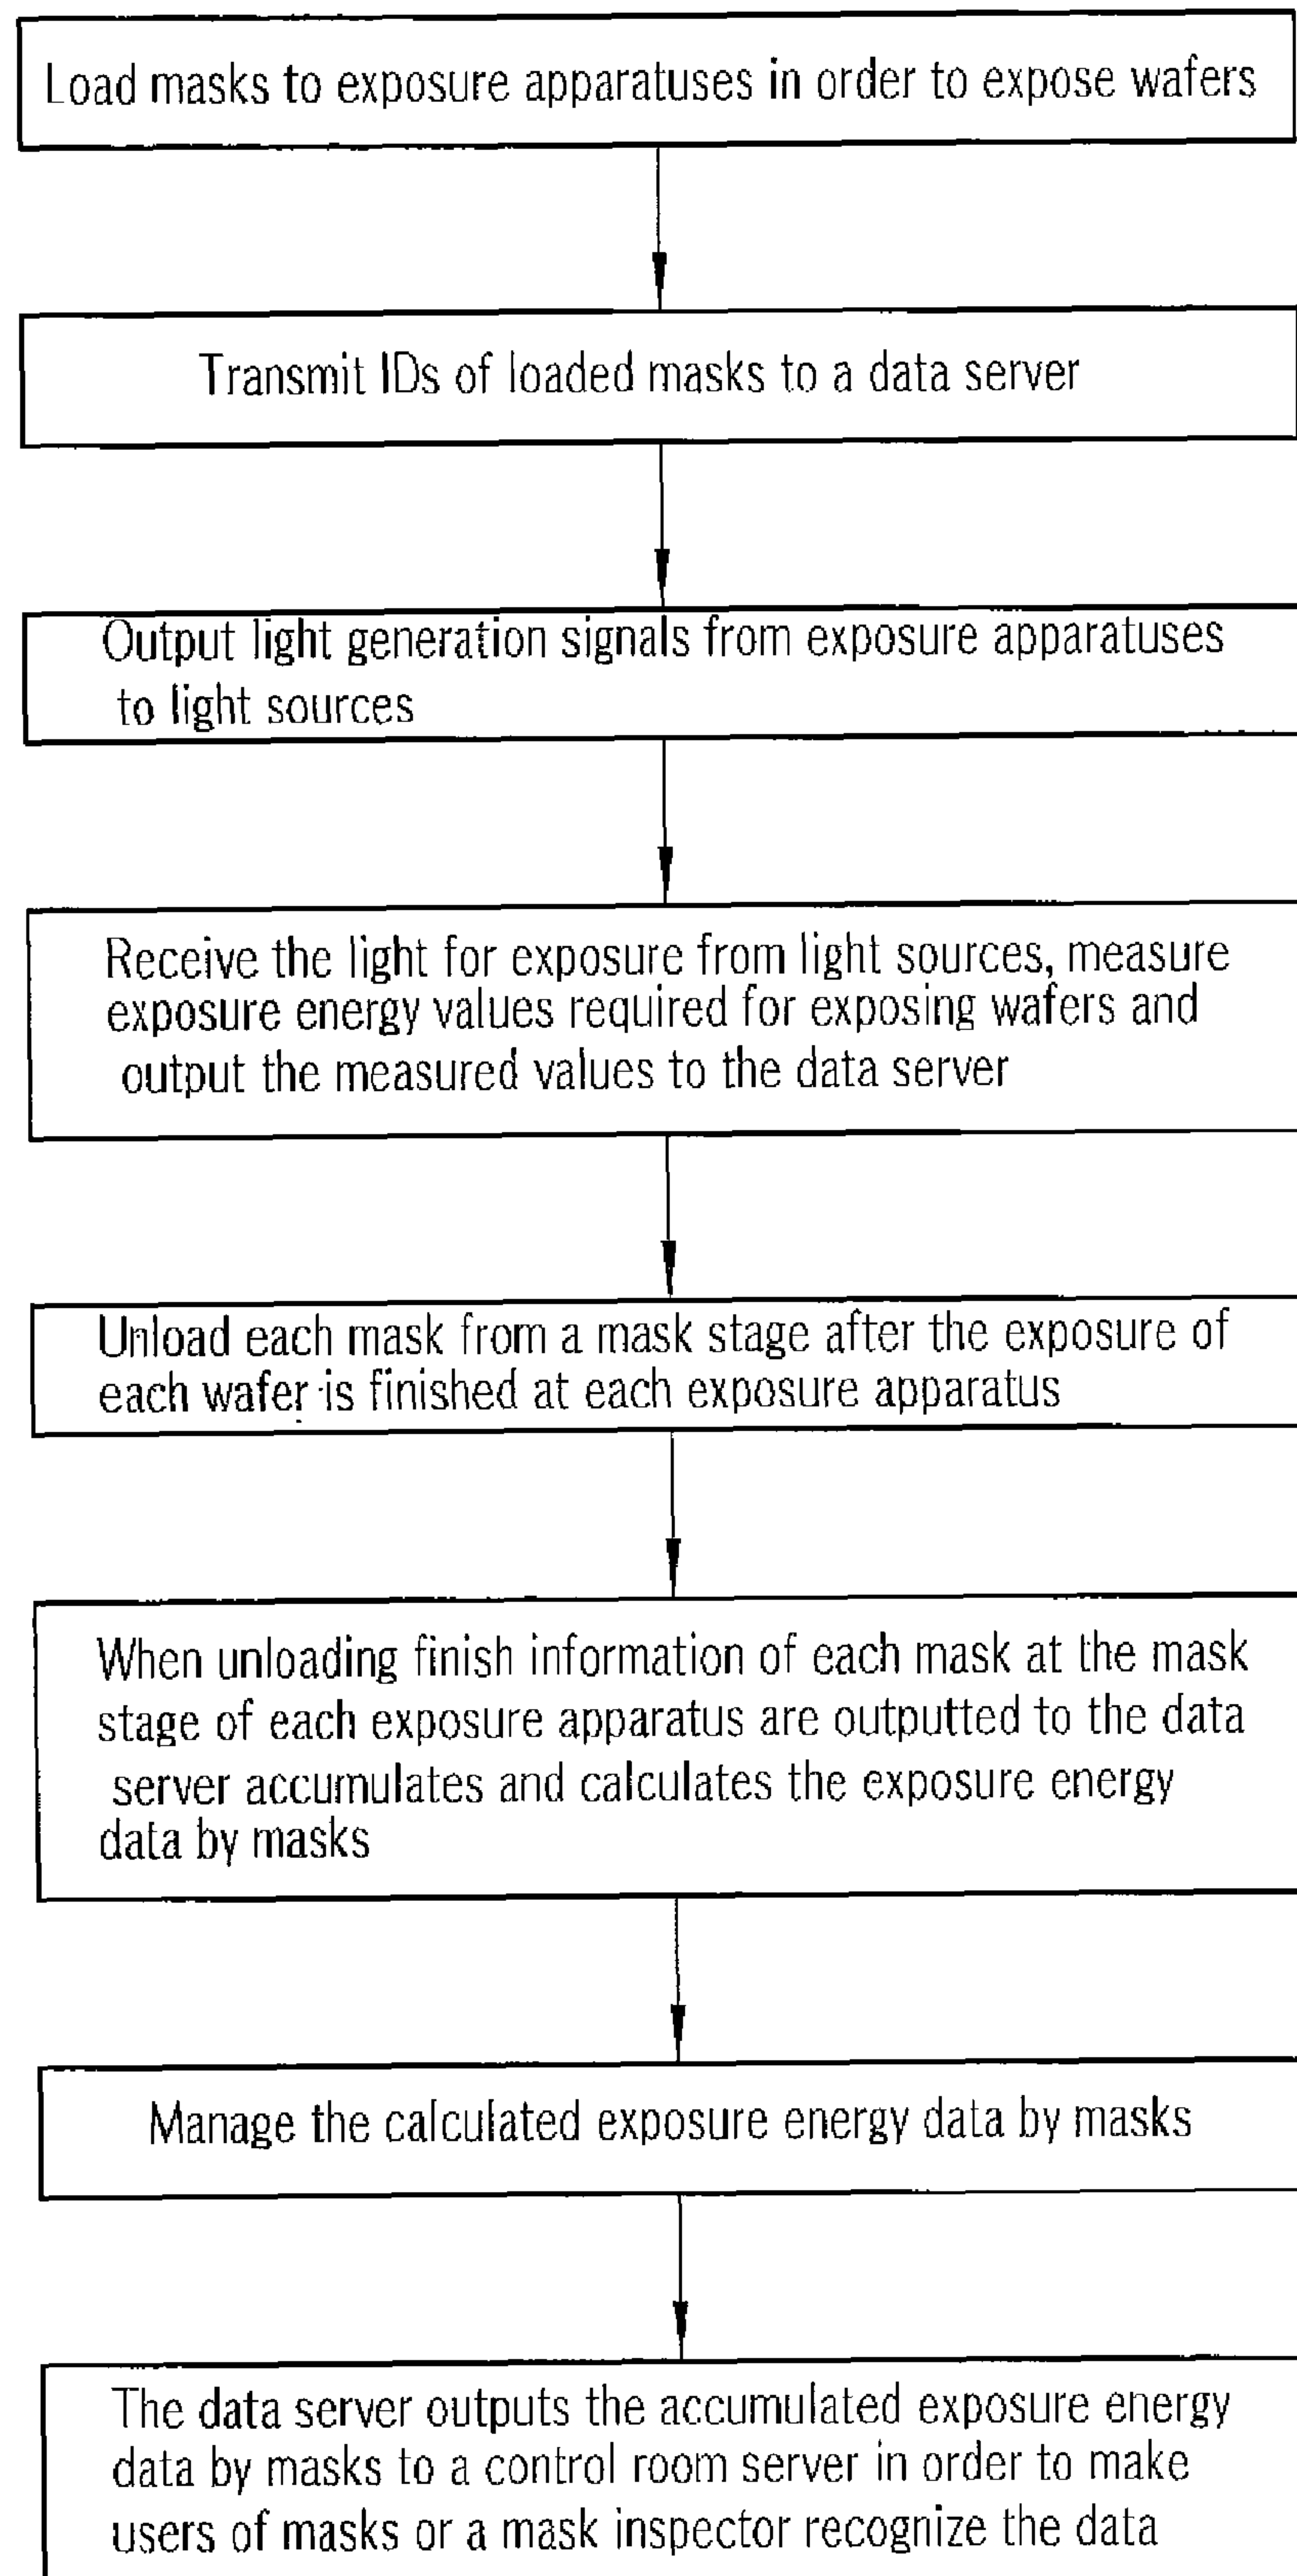 Load masks to exposure apparatuses in order to expose wafers
Transmit IDs of loaded masks to a data server
Output light generation signals from exposure apparatuses
to light sources
Receive the light for exposure from light sources, measure
exposure energy values required for exposing wafers and
output the measured values to the data server
Unload each mask from a mask stage after the exposure of
each wafer is finished at each exposure apparatus
When unloading finish information of each mask at the mask
stage of each exposure apparatus are outputted to the data
server accumulates and calculates the exposure energy
data by masks
Manage the calculated exposure energy data by masks
The data server outputs the accumulated exposure energy
data by masks to a control room server in order to make
users of masks or a mask inspector recognize the data